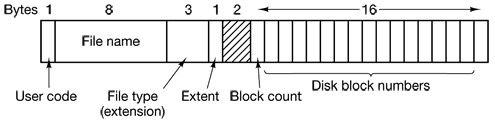 Bytes 1 8 3 1 2 16
File name
User code File type (extension) Extent Block count Disk block numbers